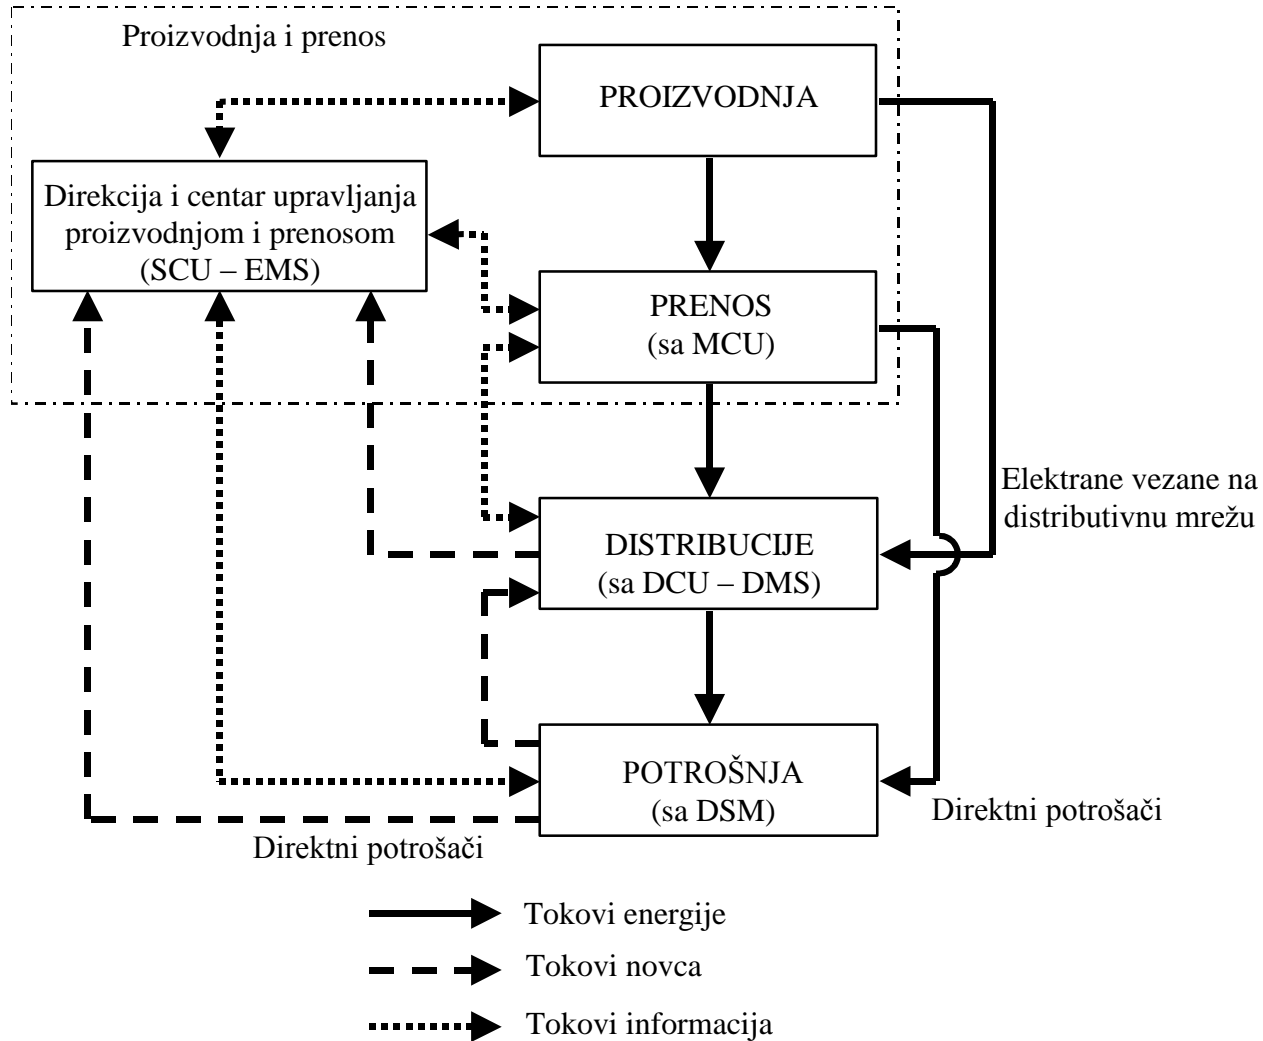 Proizvodnja i prenos
PROIZVODNJA
Direkcija i centar upravljanja
proizvodnjom i prenosom
(SCU – EMS)
PRENOS
(sa MCU)
Elektrane vezane na
distributivnu mrežu
DISTRIBUCIJE
(sa DCU – DMS)
POTROŠNJA
(sa DSM)
Direktni potrošači
Direktni potrošači
Tokovi energije
Tokovi novca
Tokovi informacija